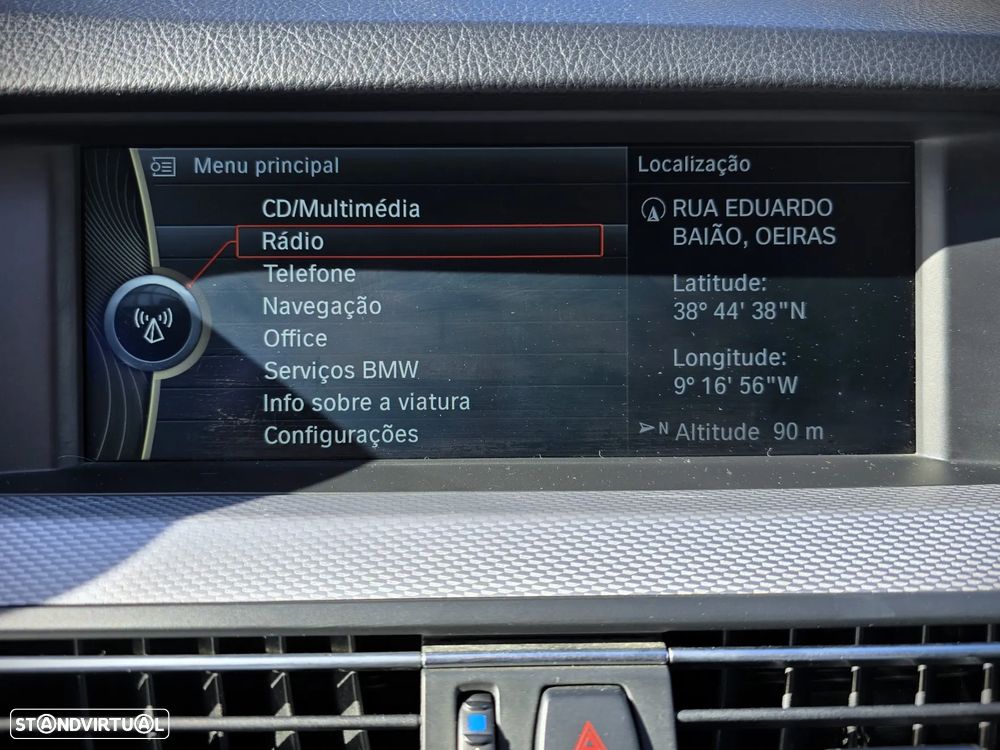 Menu principal
CD/Multimédia
Rádio
Telefone
Navegação
Office
Serviços BMW
Info sobre a viatura
Configurações
Localização
RUA EDUARDO
BAIÃO, OEIRAS
Latitude:
38° 44' 38"N
Longitude:
9° 16' 56"W
N Altitude 90 m
STANDVIRTUAL